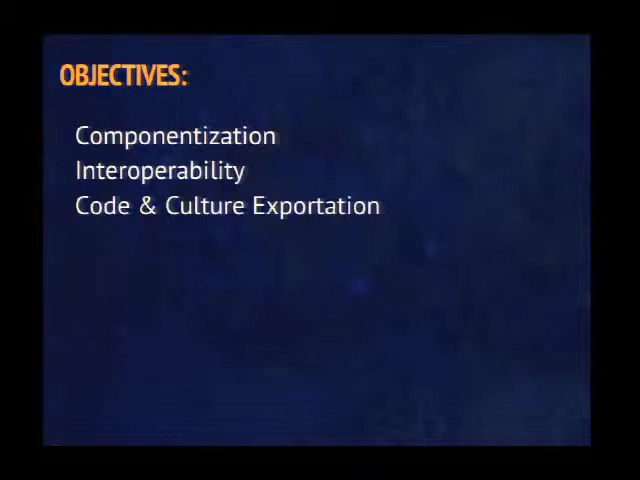 OBJECTIVES:
Componentization
Interoperability
Code & Culture Exportation